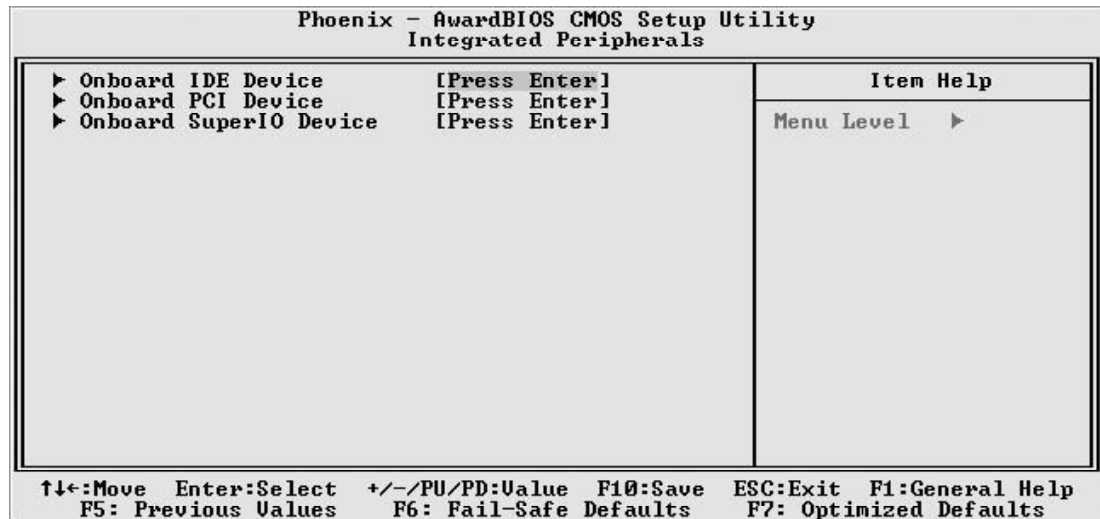 Phoenix - AwardBIOS CMOS Setup Utility
Integrated Peripherals
► Onboard IDE Device [Press Enter]
► Onboard PCI Device [Press Enter]
► Onboard SuperIO Device [Press Enter]
Item Help
Menu Level ►
↑↓←:Move Enter:Select +/-/PU/PD:Value F10:Save ESC:Exit F1:General Help
F5: Previous Values F6: Fail-Safe Defaults F7: Optimized Defaults